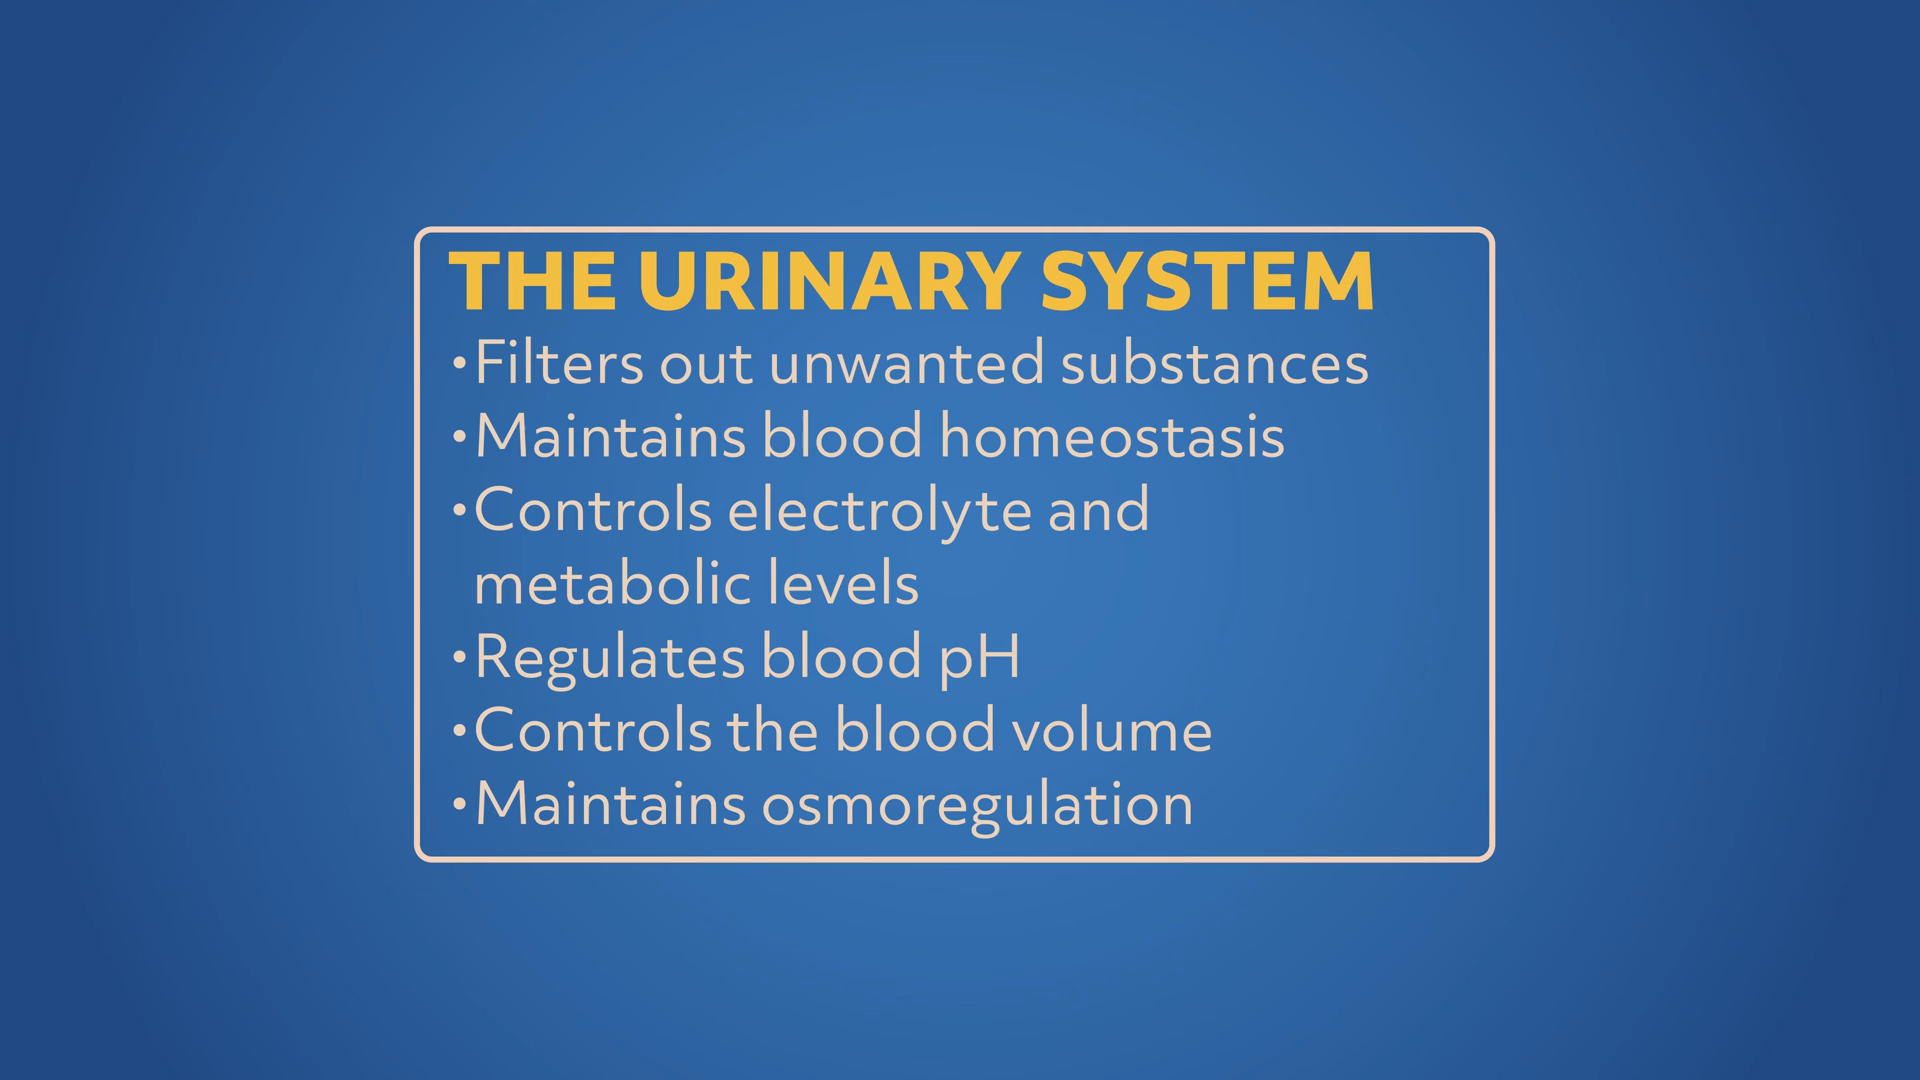 THE URINARY SYSTEM
•Filters out unwanted substances
•Maintains blood homeostasis
•Controls electrolyte and
metabolic levels
•Regulates blood pH
•Controls the blood volume
•Maintains osmoregulation